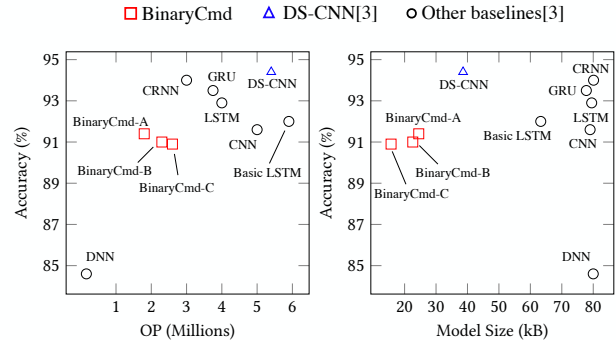 BinaryCmd DS-CNN[3] Other baselines[3]
Accuracy (%)
95
93
91
89
87
85
CRNN
GRU
DS-CNN
LSTM
BinaryCmd-A
CNN
BinaryCmd-B
BinaryCmd-C
Basic LSTM
DNN
1 2 3 4 5 6
OP (Millions)
Accuracy (%)
95
93
91
89
87
85
CRNN
DS-CNN
GRU
LSTM
BinaryCmd-A
Basic LSTM
CNN
BinaryCmd-B
BinaryCmd-C
DNN
20 30 40 50 60 70 80
Model Size (kB)